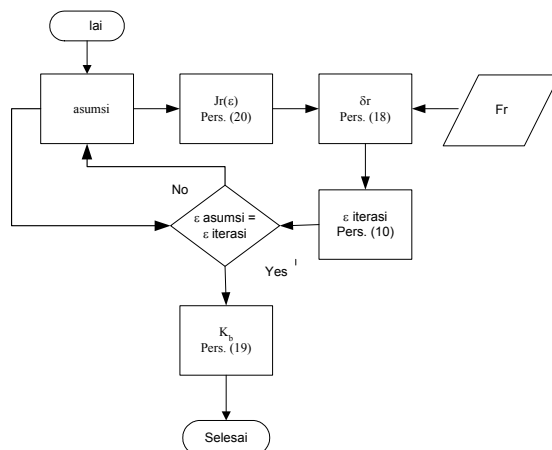 lai
asumsi
Jr(ε)
Pers. (20)
δr
Pers. (18)
Fr
No
ε asumsi =
ε iterasi
ε iterasi
Pers. (10)
Yes
K_b
Pers. (19)
Selesai